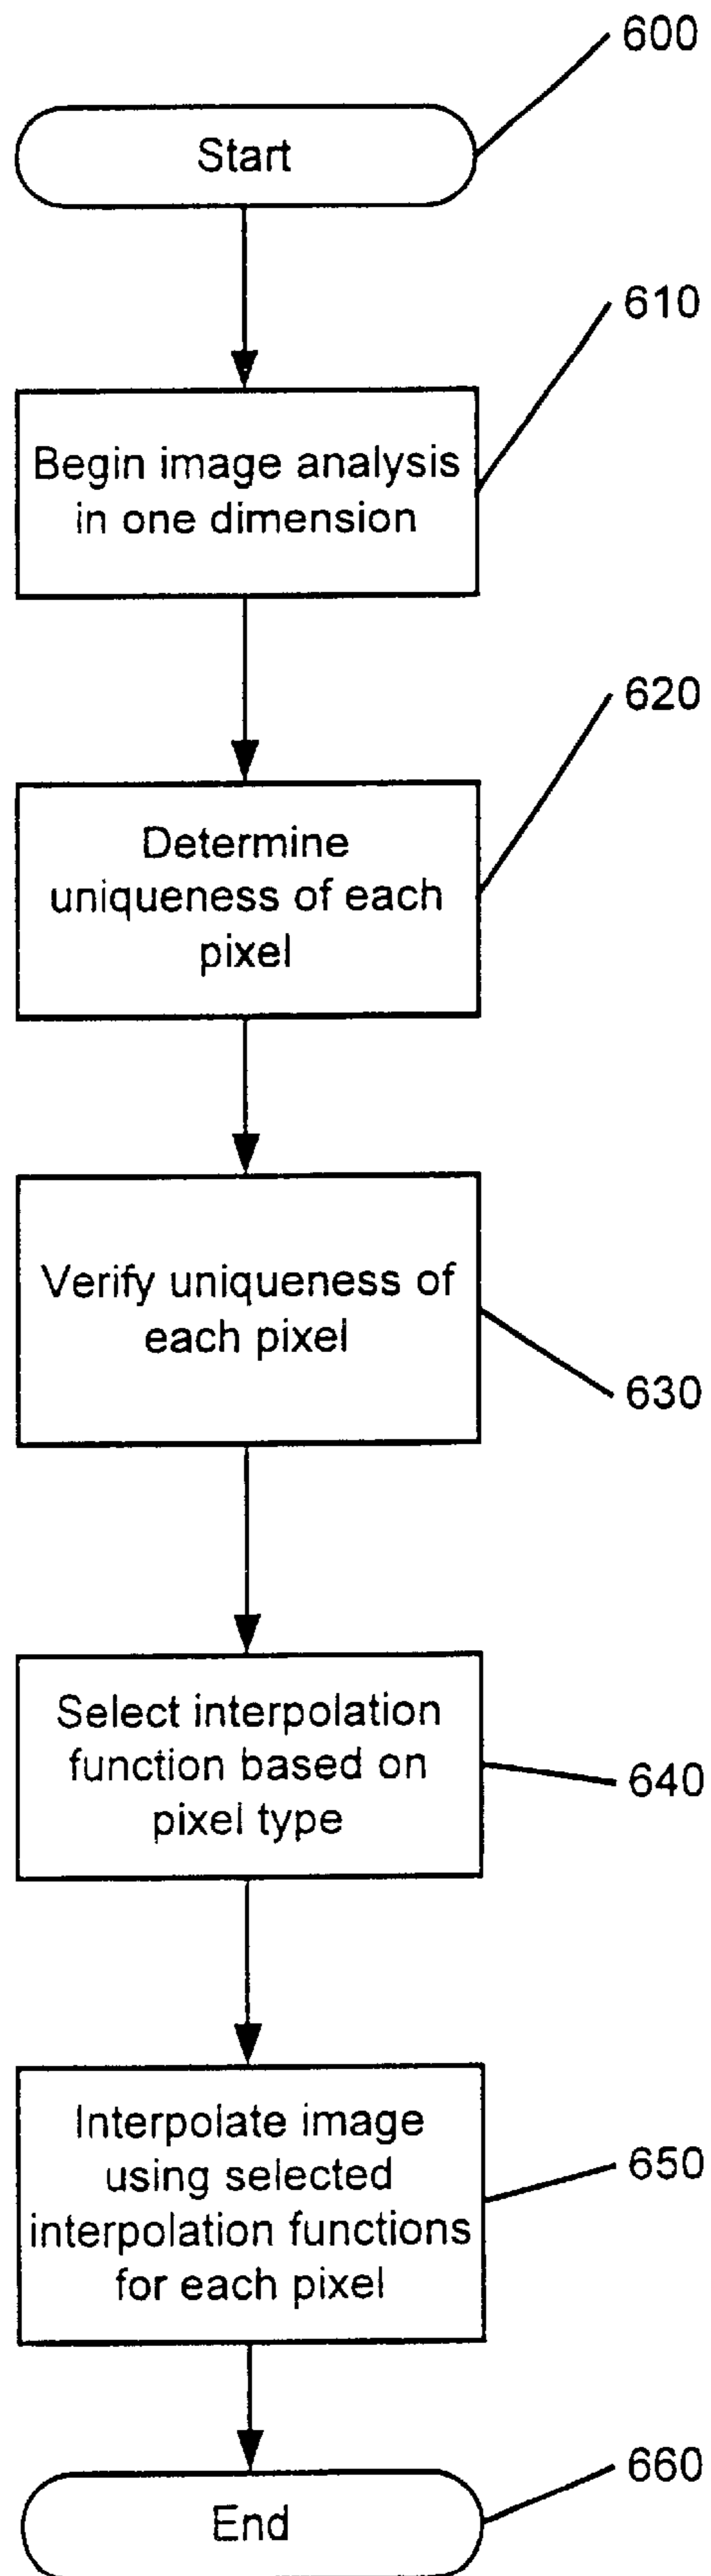 600
Start
610
Begin image analysis
in one dimension
620
Determine
uniqueness of each
pixel
Verify uniqueness of
each pixel
630
Select interpolation
function based on
pixel type
640
Interpolate image
using selected
interpolation functions
for each pixel
650
660
End